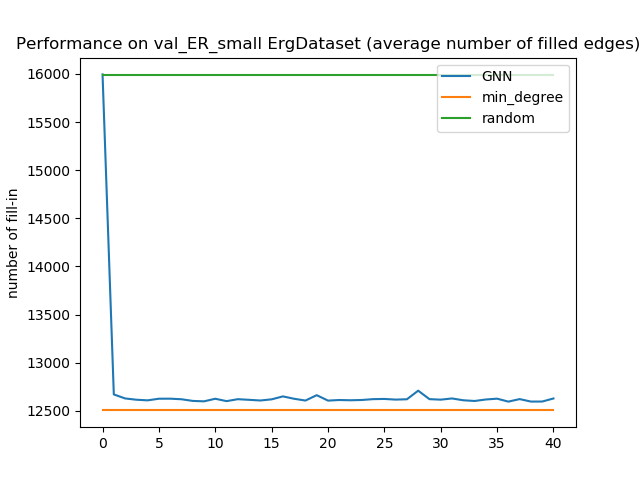 Performance on val_ER_small ErgDataset (average number of filled edges)
number of fill-in
16000
15500
15000
14500
14000
13500
13000
12500
GNN
min_degree
random
0 5 10 15 20 25 30 35 40